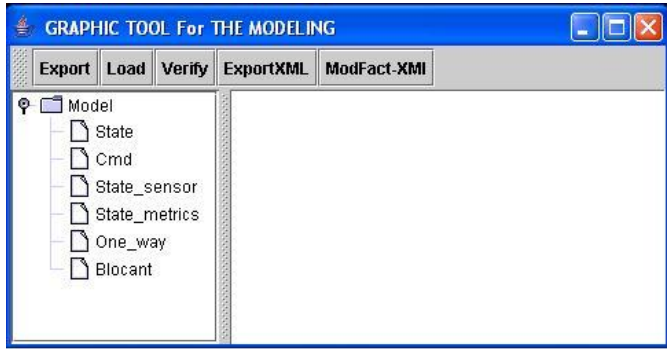 GRAPHIC TOOL For THE MODELING
Export Load Verify ExportXML ModFact-XMI
Model
State
Cmd
State_sensor
State_metrics
One_way
Blocant